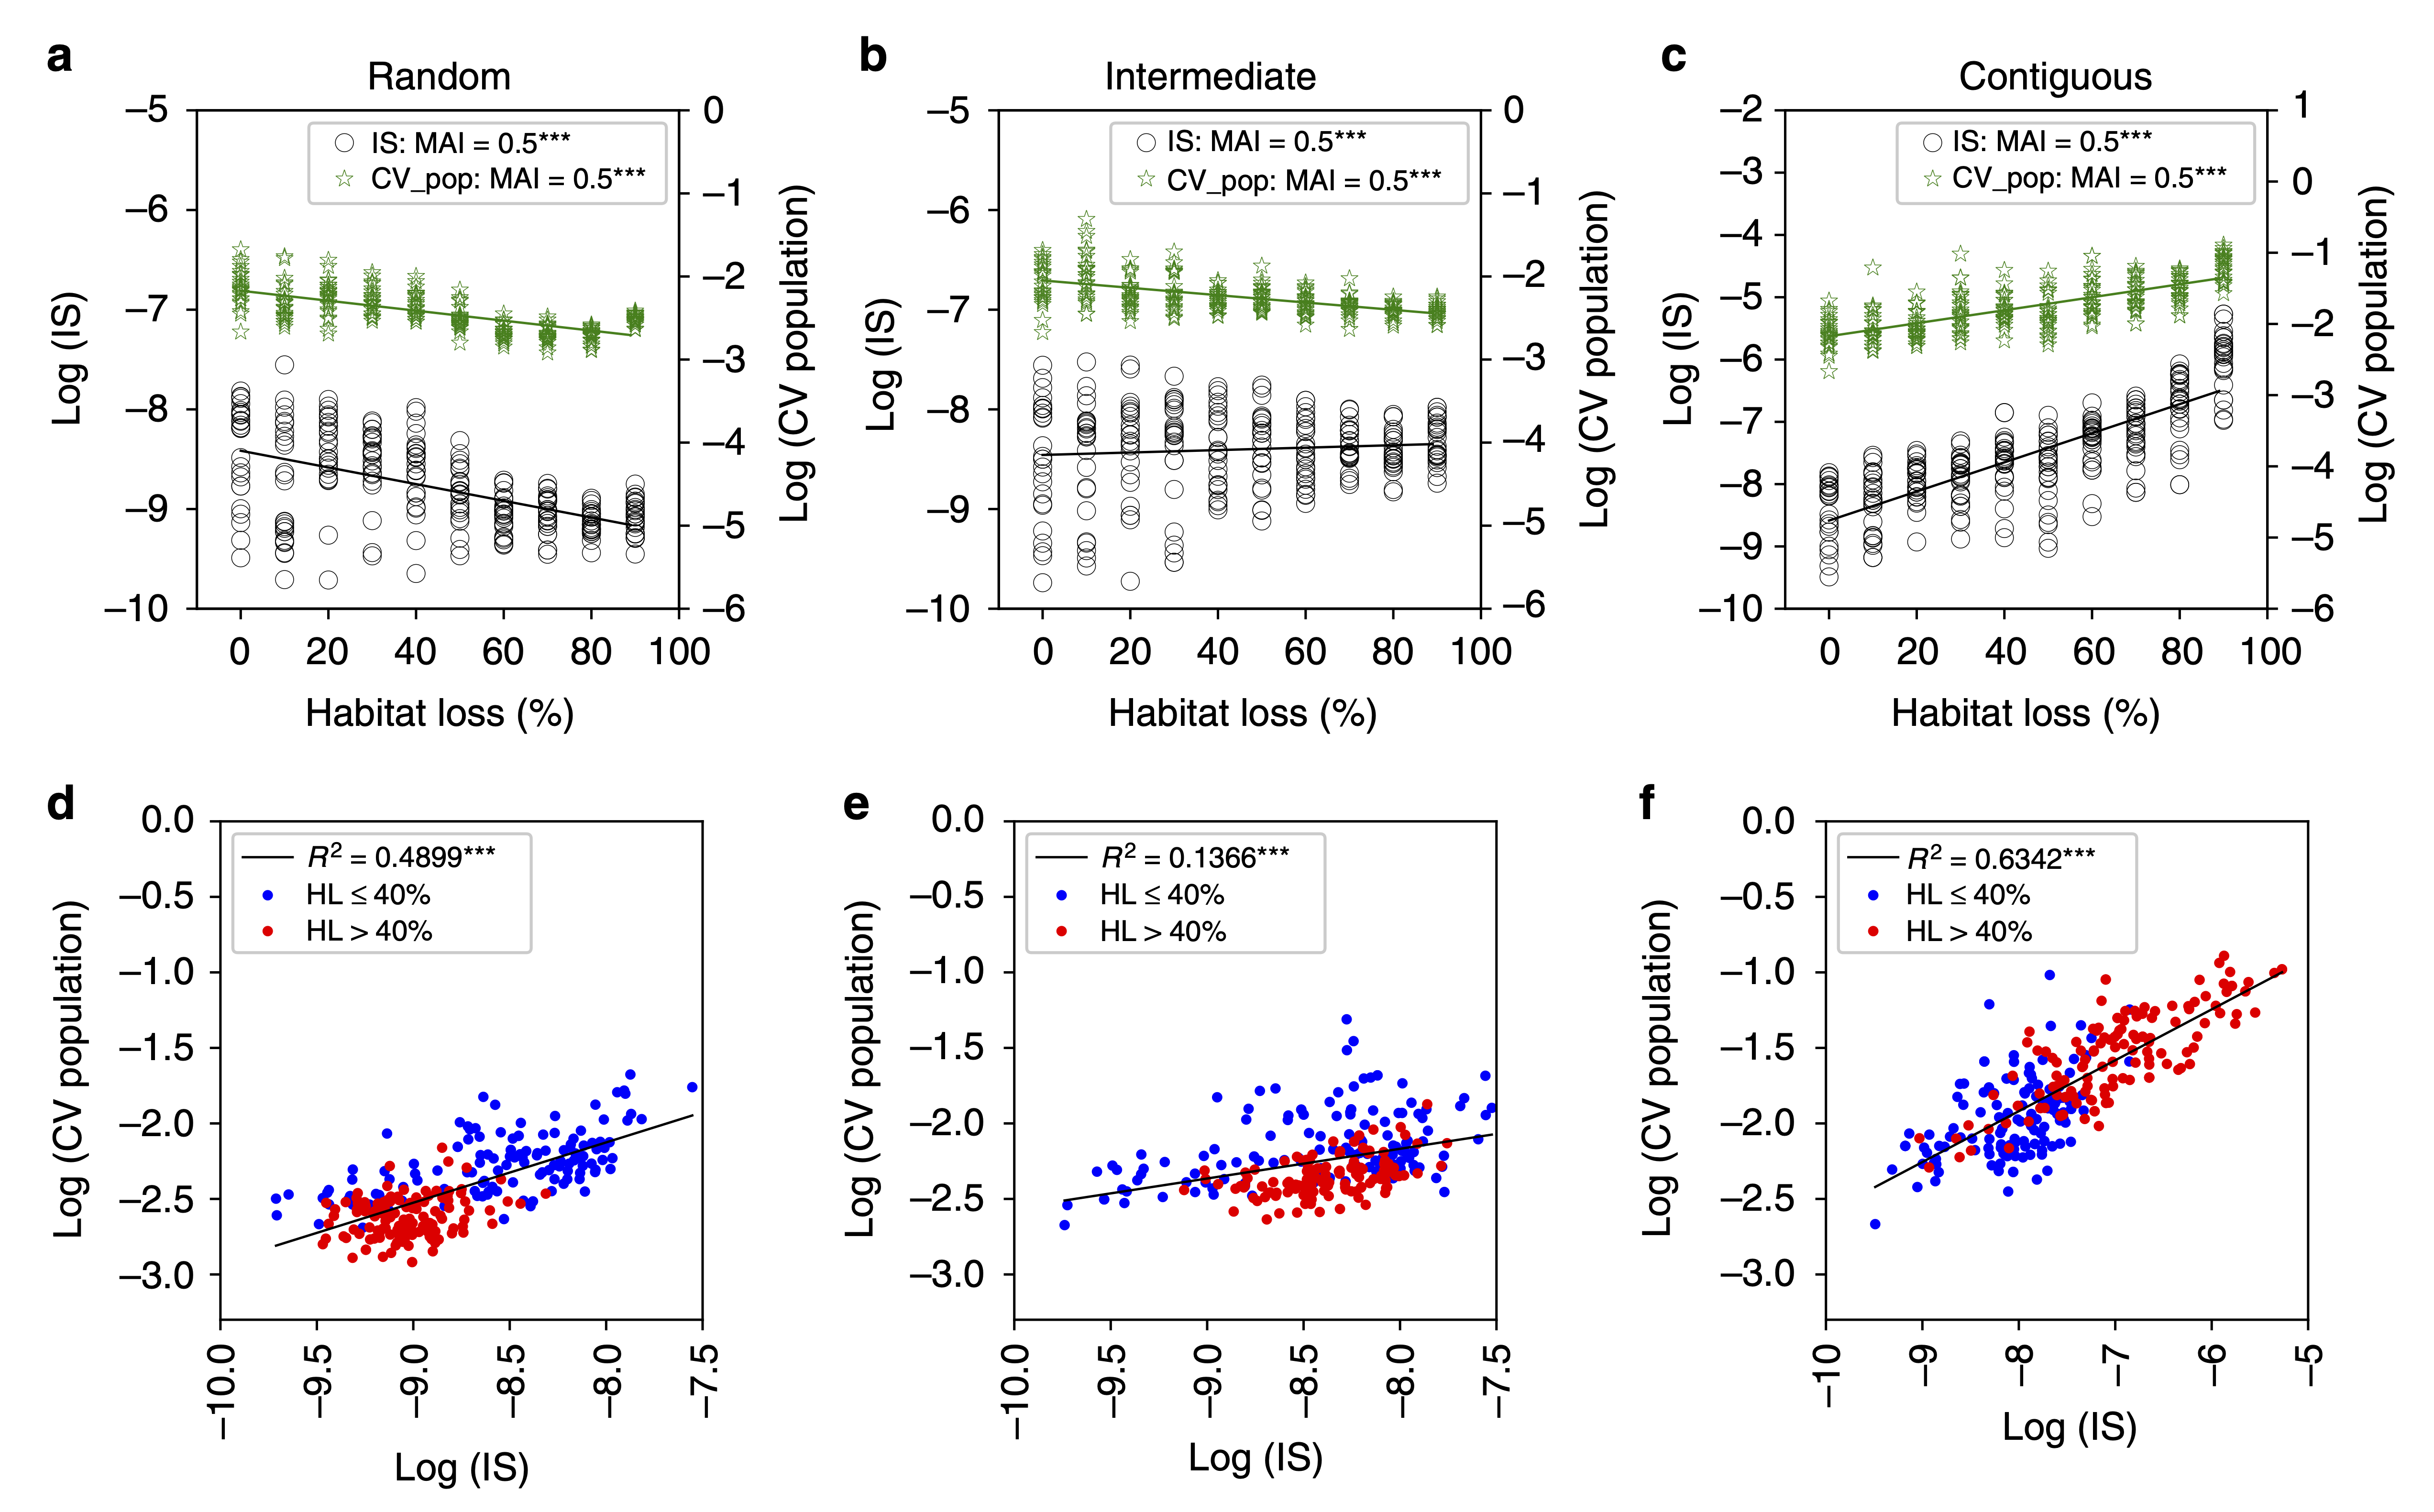 a
Random
–5
–6
–7
–8
–9
–10
0
–1
–2
–3
–4
–5
–6
IS: MAI = 0.5***
CV_pop: MAI = 0.5***
Log (IS)
Log (CV population)
0 20 40 60 80 100
Habitat loss (%)
b
Intermediate
–5
–6
–7
–8
–9
–10
0
–1
–2
–3
–4
–5
–6
IS: MAI = 0.5***
CV_pop: MAI = 0.5***
Log (IS)
Log (CV population)
0 20 40 60 80 100
Habitat loss (%)
c
Contiguous
–2
–3
–4
–5
–6
–7
–8
–9
–10
1
0
–1
–2
–3
–4
–5
–6
IS: MAI = 0.5***
CV_pop: MAI = 0.5***
Log (IS)
Log (CV population)
0 20 40 60 80 100
Habitat loss (%)
d
0.0
–0.5
–1.0
–1.5
–2.0
–2.5
–3.0
R² = 0.4899***
HL ≤ 40%
HL > 40%
Log (CV population)
–10.0 –9.5 –9.0 –8.5 –8.0 –7.5
Log (IS)
e
0.0
–0.5
–1.0
–1.5
–2.0
–2.5
–3.0
R² = 0.1366***
HL ≤ 40%
HL > 40%
Log (CV population)
–10.0 –9.5 –9.0 –8.5 –8.0 –7.5
Log (IS)
f
0.0
–0.5
–1.0
–1.5
–2.0
–2.5
–3.0
R² = 0.6342***
HL ≤ 40%
HL > 40%
Log (CV population)
–10 –9 –8 –7 –6 –5
Log (IS)